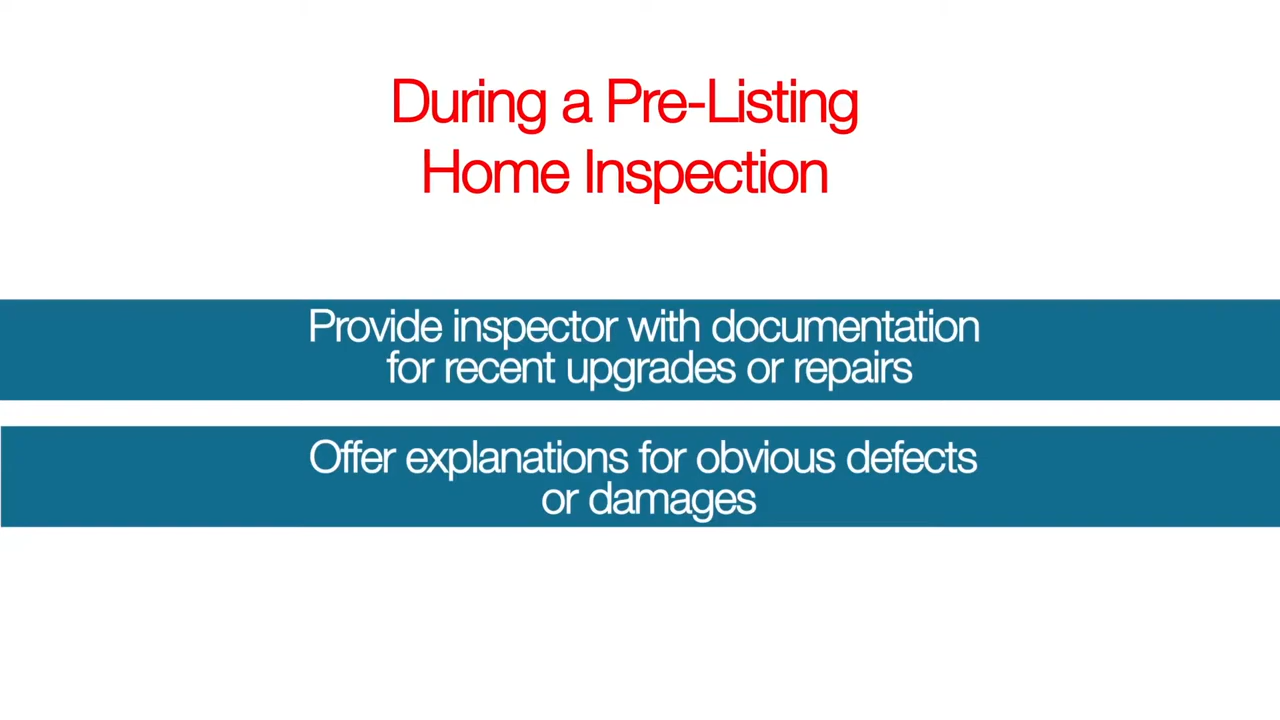 During a Pre-Listing
Home Inspection
Provide inspector with documentation
for recent upgrades or repairs
Offer explanations for obvious defects
or damages